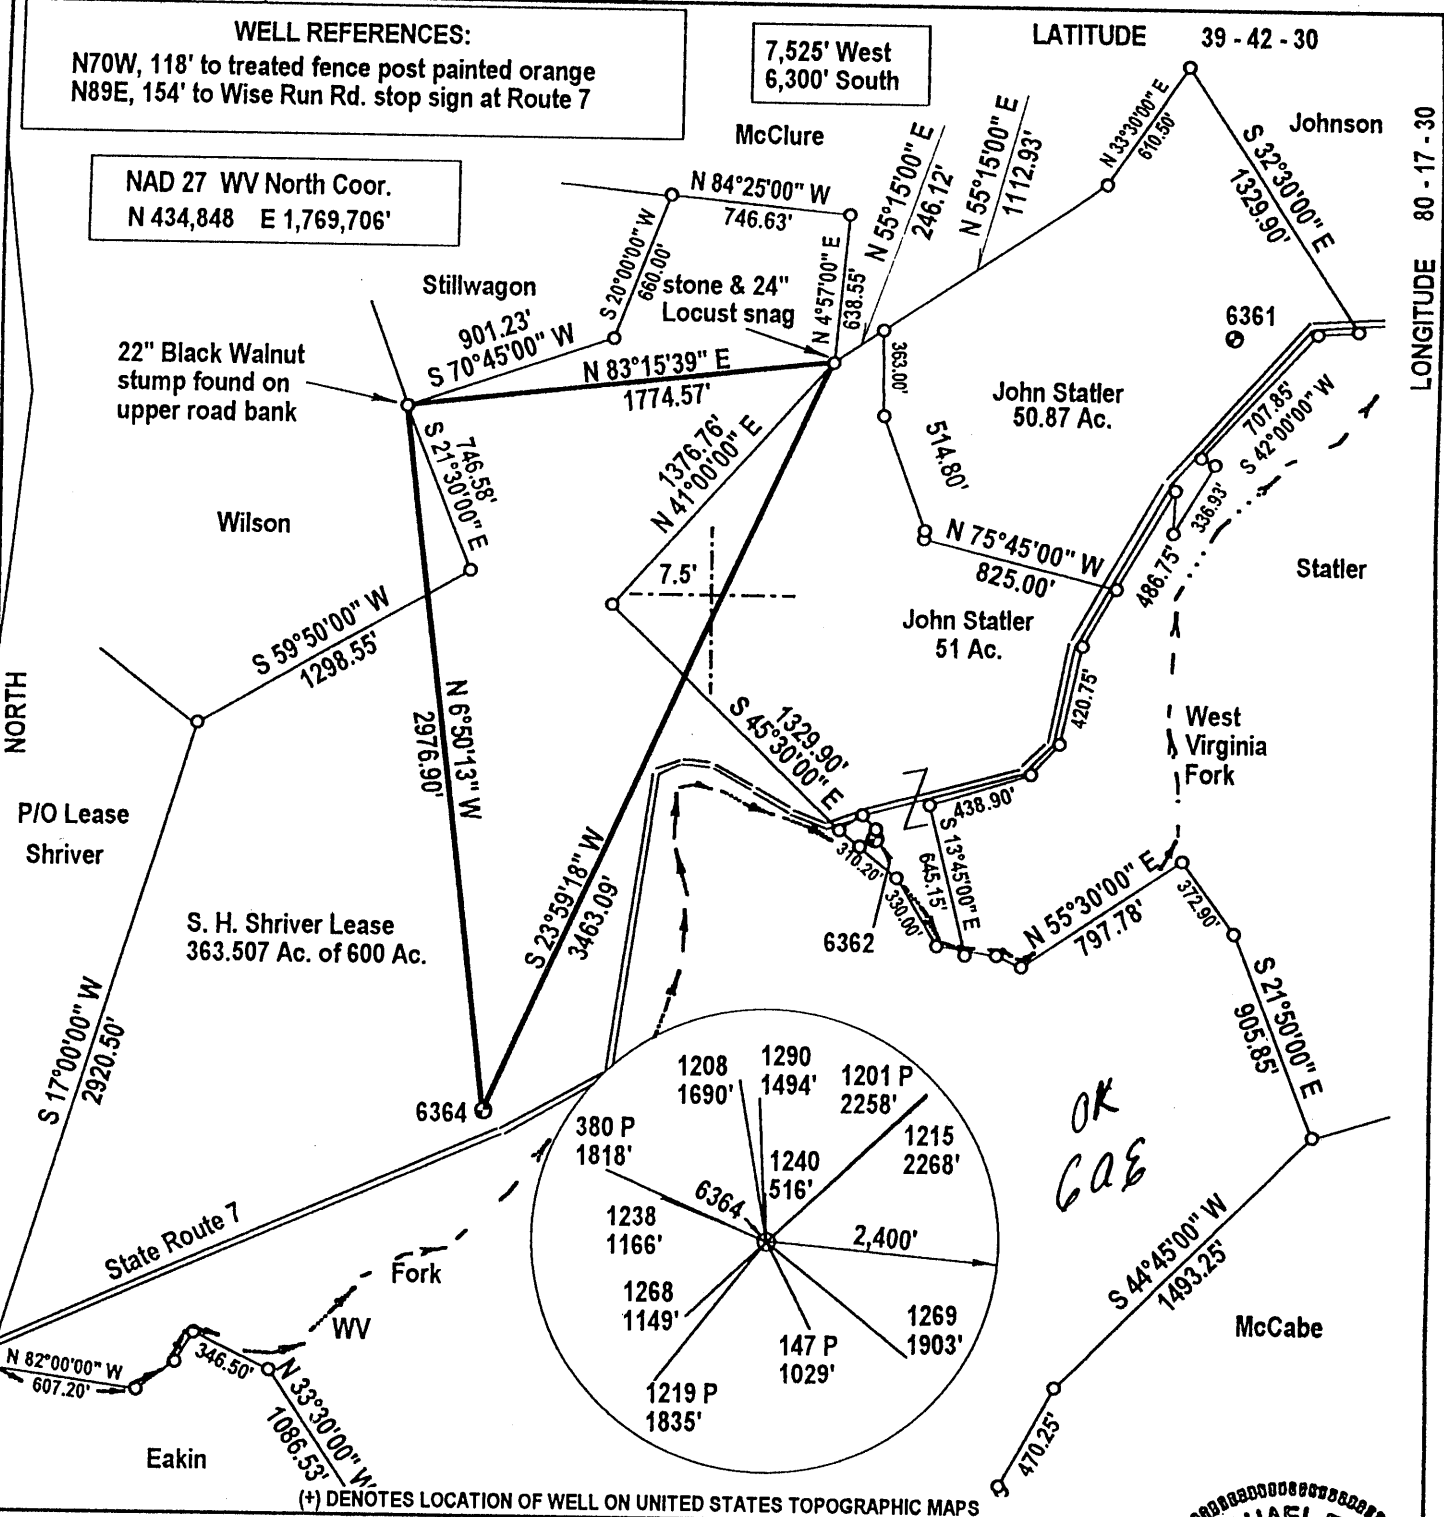 WELL REFERENCES:
N70W, 118' to treated fence post painted orange
N89E, 154' to Wise Run Rd. stop sign at Route 7
7,525' West
6,300' South
LATITUDE 39 - 42 - 30
LONGITUDE 80 - 17 - 30
NAD 27 WV North Coor.
N 434,848 E 1,769,706'
McClure
Johnson
N 84°25'00" W
746.63'
S 20°00'00" W
660.00'
N 4°57'00" E
638.55'
N 55°15'00" E
246.12'
N 55°15'00" E
1112.93'
N 33°30'00" E
610.50'
S 32°30'00" E
1329.90'
Stillwagon
901.23'
S 70°45'00" W
stone & 24"
Locust snag
22" Black Walnut
stump found on
upper road bank
N 83°15'39" E
1774.57'
6361
363.00'
John Statler
50.87 Ac.
707.85'
S 42°00'00" W
746.58'
S 21°30'00" E
1376.76'
N 41°00'00" E
514.80'
336.93'
Wilson
N 75°45'00" W
825.00'
486.75'
Statler
7.5'
S 59°50'00" W
1298.55'
John Statler
51 Ac.
NORTH
N 6°50'13" W
2976.90'
1329.90'
S 45°30'00" E
420.75'
West
Virginia
Fork
P/O Lease
Shriver
438.90'
S 13°45'00" E
645.15'
310.20'
330.00'
6362
N 55°30'00" E
797.78'
372.90'
S 23°59'18" W
3463.09'
S. H. Shriver Lease
363.507 Ac. of 600 Ac.
S 21°50'00" E
905.85'
S 17°00'00" W
2920.50'
6364
1208
1690'
1290
1494'
1201 P
2258'
380 P
1818'
1215
2268'
1240
516'
6364
1238
1166'
2,400'
1268
1149'
1269
1903'
147 P
1029'
1219 P
1835'
OK
State Route 7
Fork
WV
S 44°45'00" W
1493.25'
McCabe
N 82°00'00" W
607.20'
346.50'
N 33°30'00" W
1086.53'
Eakin
470.25'
(+) DENOTES LOCATION OF WELL ON UNITED STATES TOPOGRAPHIC MAPS